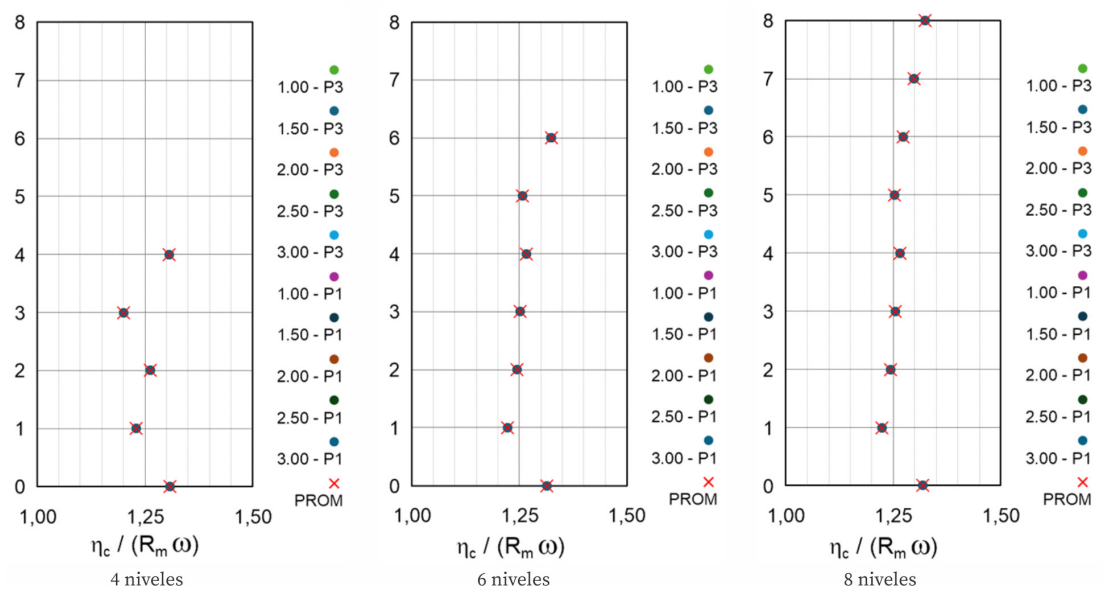 8
7
6
5
4
3
2
1
0
1,00 1,25 1,50
ηc / (Rm ω)
4 niveles
1.00 - P3
1.50 - P3
2.00 - P3
2.50 - P3
3.00 - P3
1.00 - P1
1.50 - P1
2.00 - P1
2.50 - P1
3.00 - P1
PROM
8
7
6
5
4
3
2
1
0
1,00 1,25 1,50
ηc / (Rm ω)
6 niveles
1.00 - P3
1.50 - P3
2.00 - P3
2.50 - P3
3.00 - P3
1.00 - P1
1.50 - P1
2.00 - P1
2.50 - P1
3.00 - P1
PROM
8
7
6
5
4
3
2
1
0
1,00 1,25 1,50
ηc / (Rm ω)
8 niveles
1.00 - P3
1.50 - P3
2.00 - P3
2.50 - P3
3.00 - P3
1.00 - P1
1.50 - P1
2.00 - P1
2.50 - P1
3.00 - P1
PROM